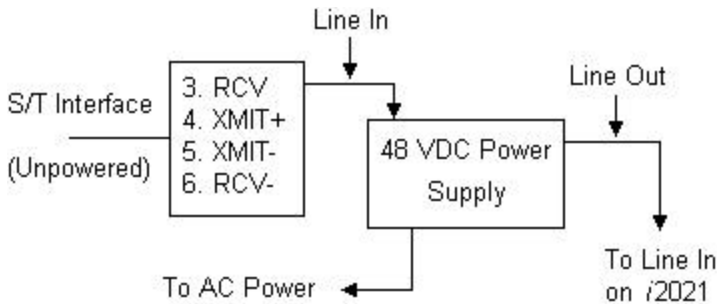 Line In
S/T Interface
(Unpowered)
3. RCV
4. XMIT+
5. XMIT-
6. RCV-
48 VDC Power
Supply
Line Out
To AC Power
To Line In
on i2021